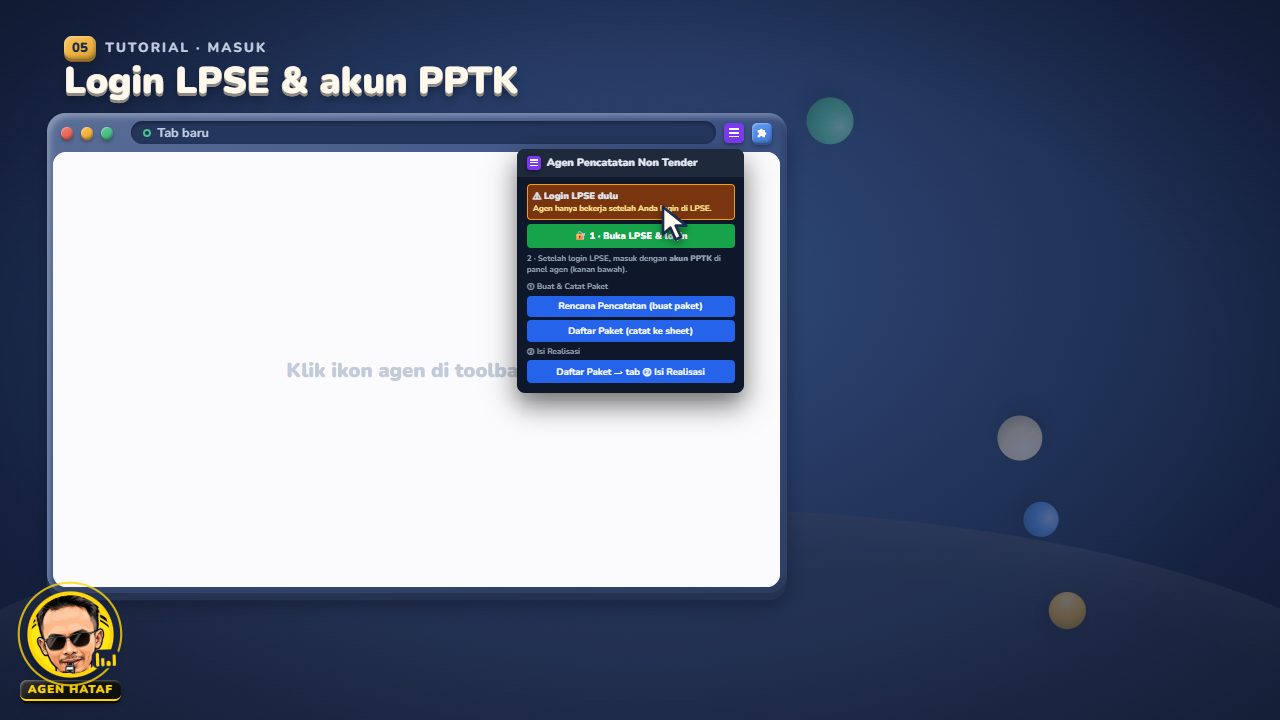 05 TUTORIAL · MASUK
Login LPSE & akun PPTK
Tab baru
Agen Pencatatan Non Tender
⚠ Login LPSE dulu
Agen hanya bekerja setelah Anda login di LPSE.
🔐 1 · Buka LPSE &
2 · Setelah login LPSE, masuk dengan akun PPTK di
panel agen (kanan bawah).
① Buat & Catat Paket
Rencana Pencatatan (buat paket)
Daftar Paket (catat ke sheet)
② Isi Realisasi
Daftar Paket → tab ② Isi Realisasi
Klik ikon agen di
AGEN HATAF